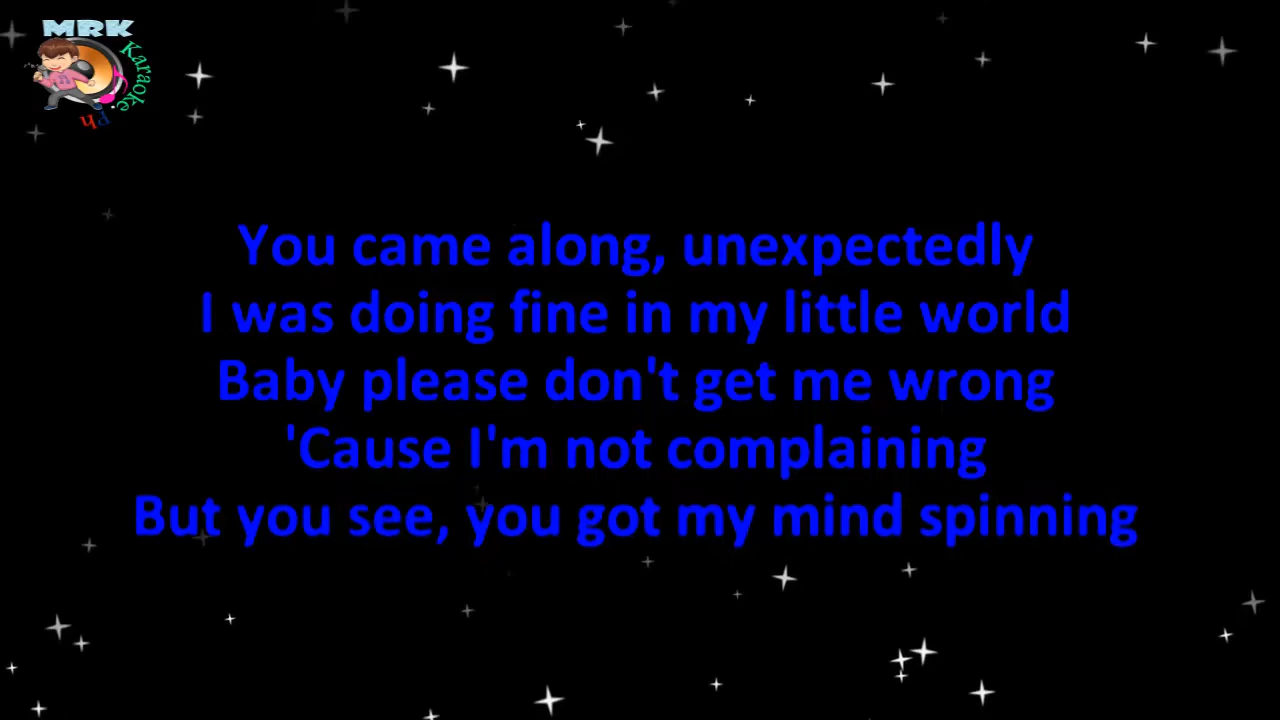 MRK
Karaoke.ph
You came along, unexpectedly
I was doing fine in my little world
Baby please don't get me wrong
'Cause I'm not complaining
But you see, you got my mind spinning